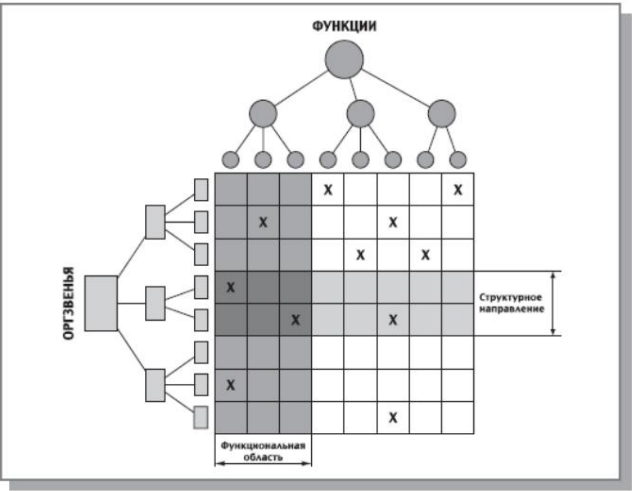 ФУНКЦИИ
X X
X X
X X
X
X X
X
X
ОРГЗВЕНЬЯ
Структурное
направление
Функциональная
область